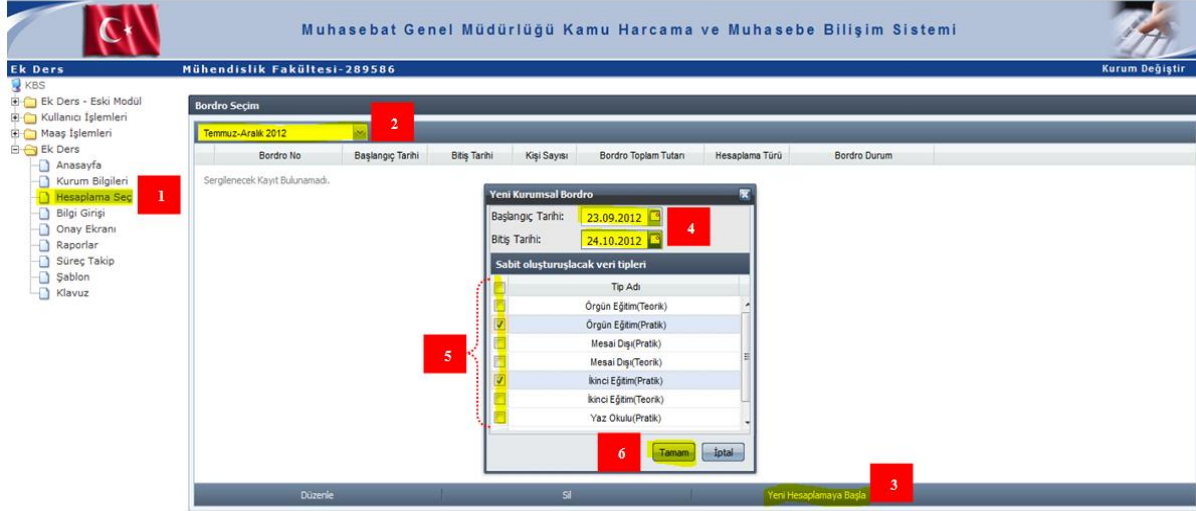 Muhasebat Genel Müdürlüğü Kamu Harcama ve Muhasebe Bilişim Sistemi
Ek Ders Mühendislik Fakültesi-289586 Kurum Değiştir
KBS
Ek Ders - Eski Modül
Kullanıcı İşlemleri
Maaş İşlemleri
Ek Ders
Anasayfa
Kurum Bilgileri
Hesaplama Seç
1
Bilgi Girişi
Onay Ekranı
Raporlar
Süreç Takip
Şablon
Klavuz
Bordro Seçim
Temmuz-Aralık 2012
2
Bordro No Başlangıç Tarihi Bitiş Tarihi Kişi Sayısı Bordro Toplam Tutarı Hesaplama Türü Bordro Durum
Sergilenecek Kayıt Bulunamadı.
Yeni Kurumsal Bordro
Başlangıç Tarihi: 23.09.2012
4
Bitiş Tarihi: 24.10.2012
Sabit oluşturuşlacak veri tipleri
Tip Adı
Örgün Eğitim(Teorik)
Örgün Eğitim(Pratik)
Mesai Dışı(Pratik)
5
Mesai Dışı(Teorik)
İkinci Eğitim(Pratik)
İkinci Eğitim(Teorik)
Yaz Okulu(Pratik)
6
Tamam İptal
Düzenle Sil Yeni Hesaplamaya Başla
3